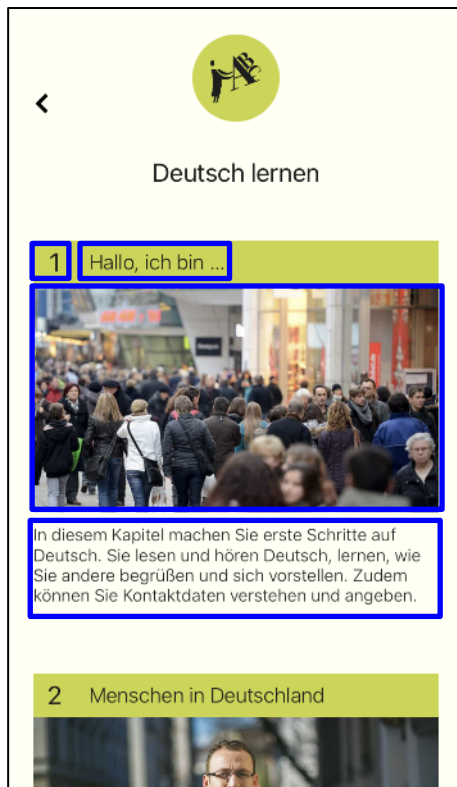 ABC
Deutsch lernen
1 Hallo, ich bin ...
In diesem Kapitel machen Sie erste Schritte auf
Deutsch. Sie lesen und hören Deutsch, lernen, wie
Sie andere begrüßen und sich vorstellen. Zudem
können Sie Kontaktdaten verstehen und angeben.
2 Menschen in Deutschland